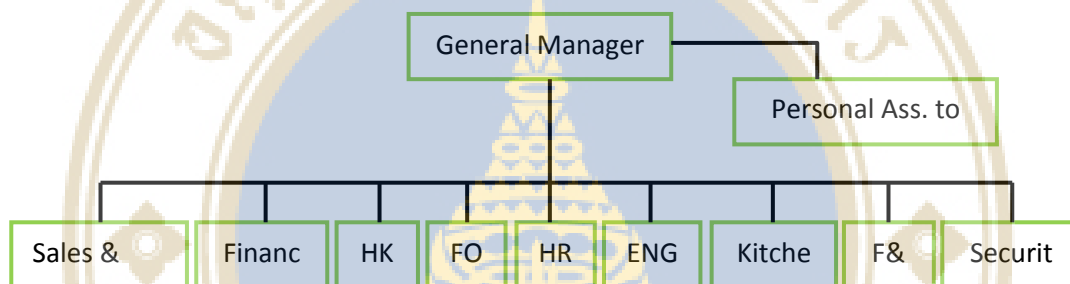 General Manager
Personal Ass. to
Sales &
Financ
HK
FO
HR
ENG
Kitche
F&
Securit